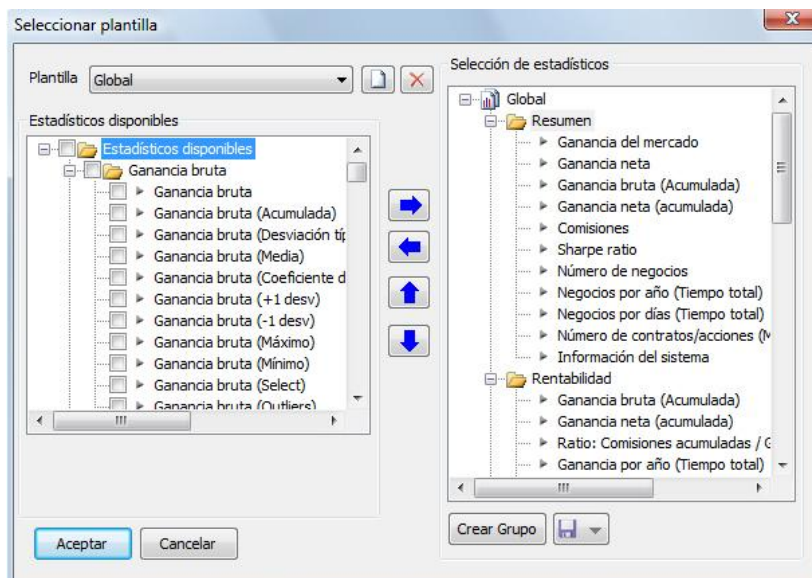 Seleccionar plantilla
Plantilla Global
Estadísticos disponibles
Estadísticos disponibles
Ganancia bruta
Ganancia bruta
Ganancia bruta (Acumulada)
Ganancia bruta (Desviación
Ganancia bruta (Media)
Ganancia bruta (Coeficiente d
Ganancia bruta (+1 desv)
Ganancia bruta (-1 desv)
Ganancia bruta (Máximo)
Ganancia bruta (Mínimo)
Ganancia bruta (Select)
Ganancia bruta (Outliers)
Aceptar
Cancelar
Selección de estadísticos
Global
Resumen
Ganancia del mercado
Ganancia neta
Ganancia bruta (Acumulada)
Ganancia neta (acumulada)
Comisiones
Sharpe ratio
Número de negocios
Negocios por año (Tiempo total)
Negocios por días (Tiempo total)
Número de contratos/acciones (M
Información del sistema
Rentabilidad
Ganancia bruta (Acumulada)
Ganancia neta (acumulada)
Ratio: Comisiones acumuladas / G
Ganancia por año (Tiempo total)
Crear Grupo